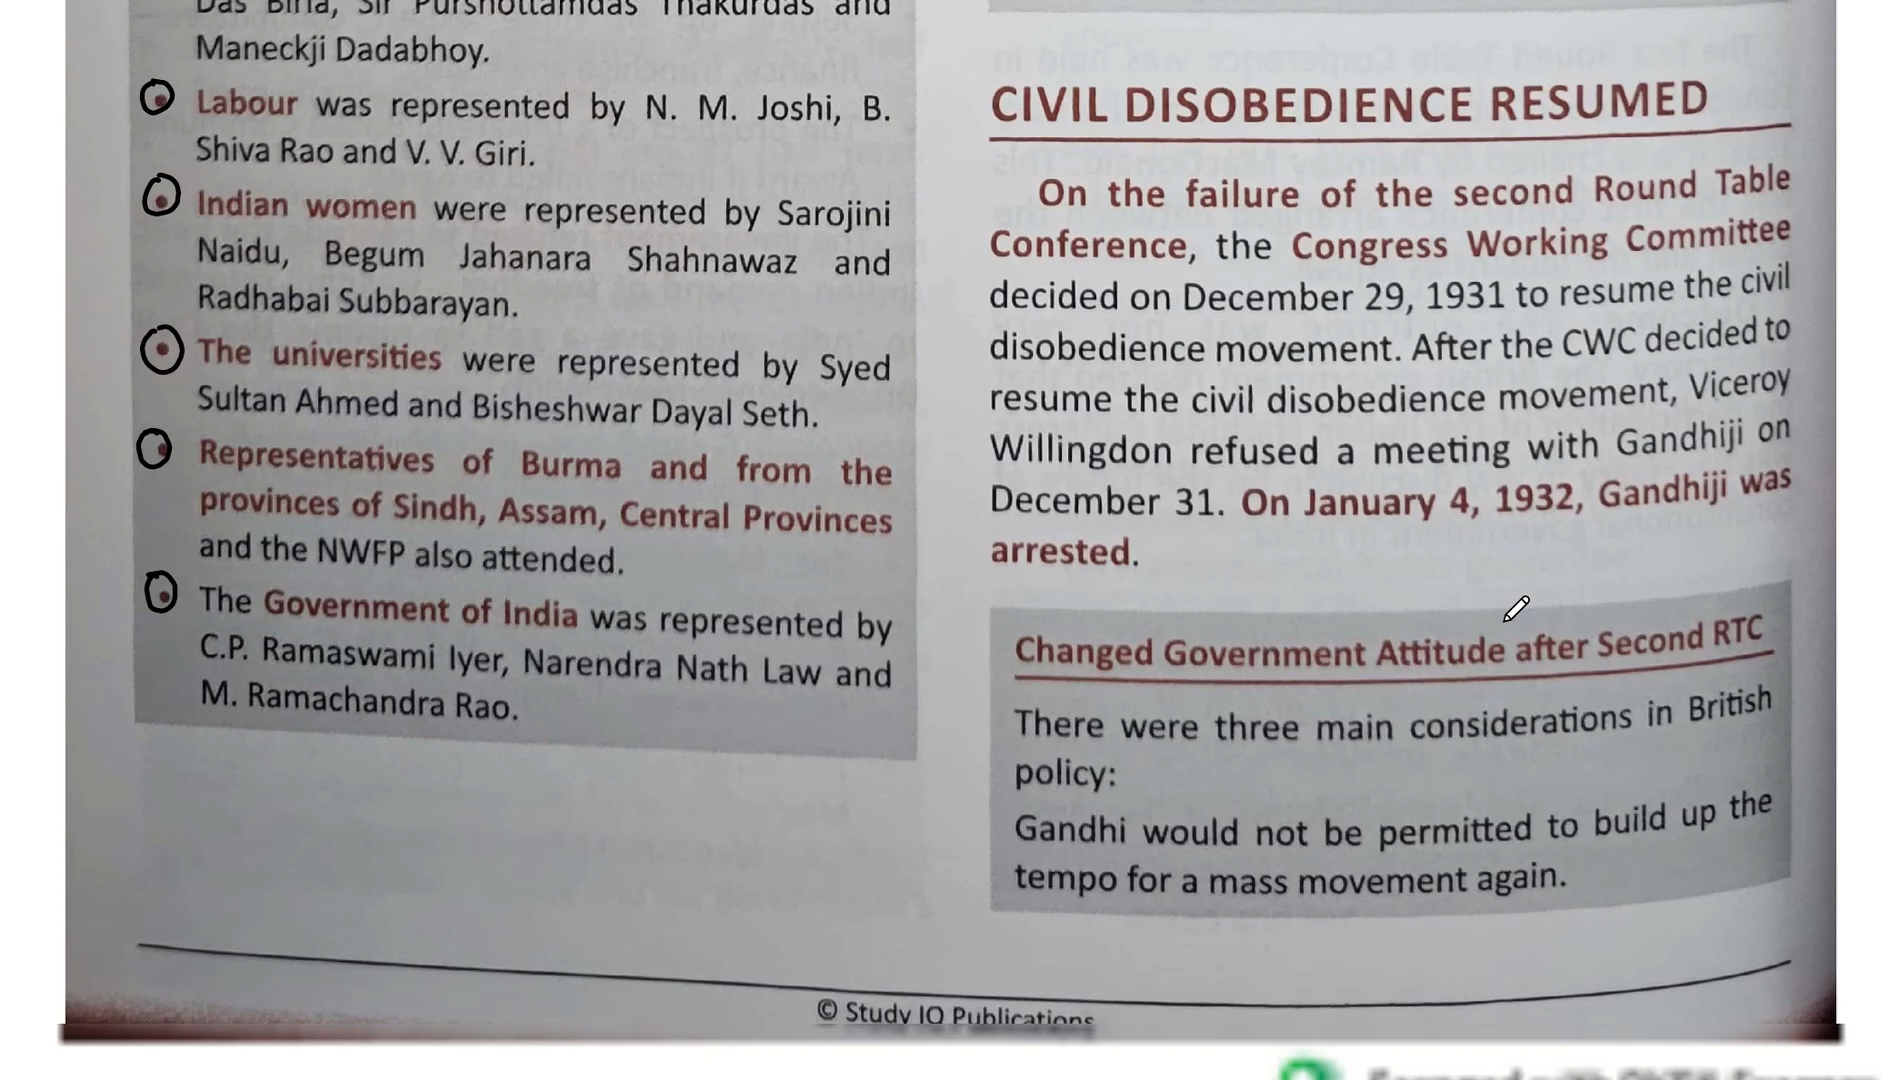 Das Birla, Sir Purshottamdas Thakurdas and
Maneckji Dadabhoy.
Labour was represented by N. M. Joshi, B.
Shiva Rao and V. V. Giri.
Indian women were represented by Sarojini
Naidu, Begum Jahanara Shahnawaz and
Radhabai Subbarayan.
The universities were represented by Syed
Sultan Ahmed and Bisheshwar Dayal Seth.
Representatives of Burma and from the
provinces of Sindh, Assam, Central Provinces
and the NWFP also attended.
The Government of India was represented by
C.P. Ramaswami Iyer, Narendra Nath Law and
M. Ramachandra Rao.
CIVIL DISOBEDIENCE RESUMED
On the failure of the second Round Table
Conference, the Congress Working Committee
decided on December 29, 1931 to resume the civil
disobedience movement. After the CWC decided to
resume the civil disobedience movement, Viceroy
Willingdon refused a meeting with Gandhiji on
December 31. On January 4, 1932, Gandhiji was
arrested.
Changed Government Attitude after Second RTC
There were three main considerations in British
policy:
Gandhi would not be permitted to build up the
tempo for a mass movement again.
© Study IQ Publications